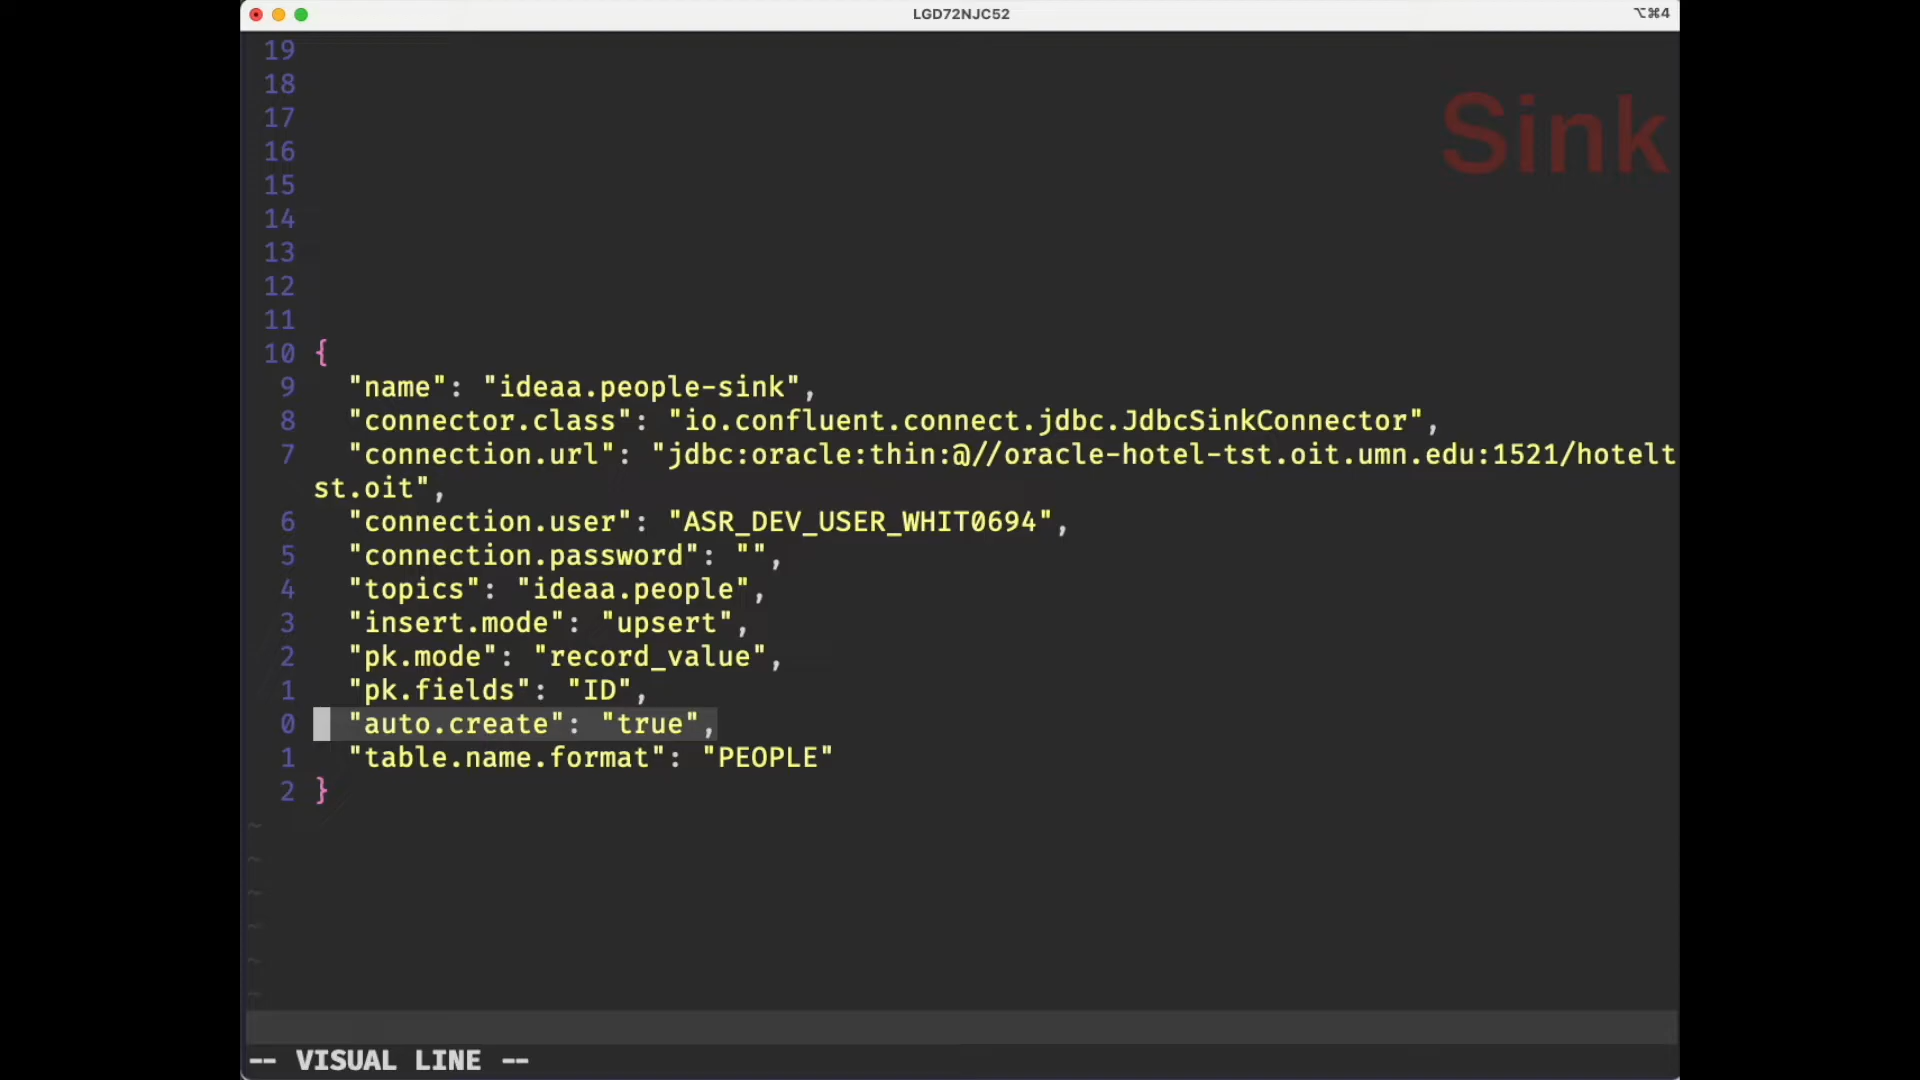 LGD72NJC52
⌥⌘4
19
18
Sink
17
16
15
14
13
12
11
10 {
9 "name": "ideaa.people-sink",
8 "connector.class": "io.confluent.connect.jdbc.JdbcSinkConnector",
7 "connection.url": "jdbc:oracle:thin:@//oracle-hotel-tst.oit.umn.edu:1521/hotelt
st.oit",
6 "connection.user": "ASR_DEV_USER_WHIT0694",
5 "connection.password": "",
4 "topics": "ideaa.people",
3 "insert.mode": "upsert",
2 "pk.mode": "record_value",
1 "pk.fields": "ID",
0 "auto.create": "true",
1 "table.name.format": "PEOPLE"
2 }
~
~
~
~
~
~
-- VISUAL LINE --